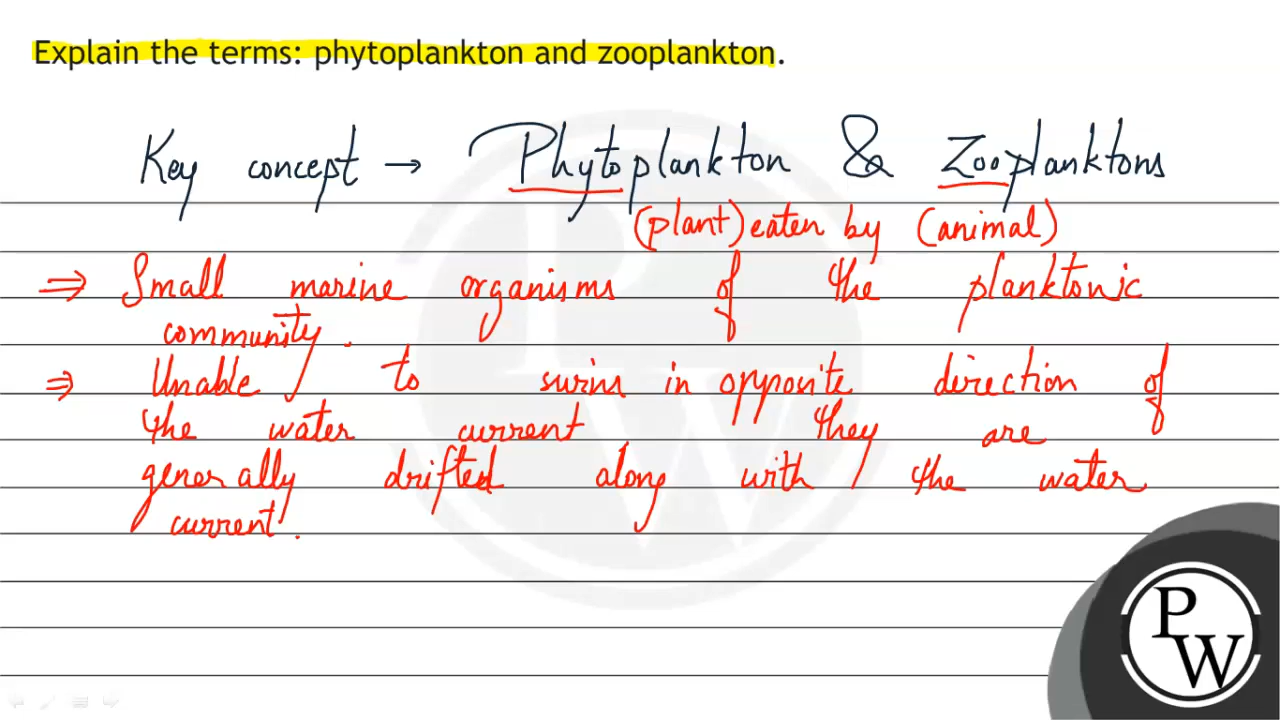 Explain the terms: phytoplankton and zooplankton.
Key concept → Phytoplankton & Zooplanktons
(plant) eaten by (animal)
⇒ Small marine organisms of the planktonic
community.
⇒ Unable to swim in opposite direction of
the water current they are
generally drifted along with the water
current.
PW
PW